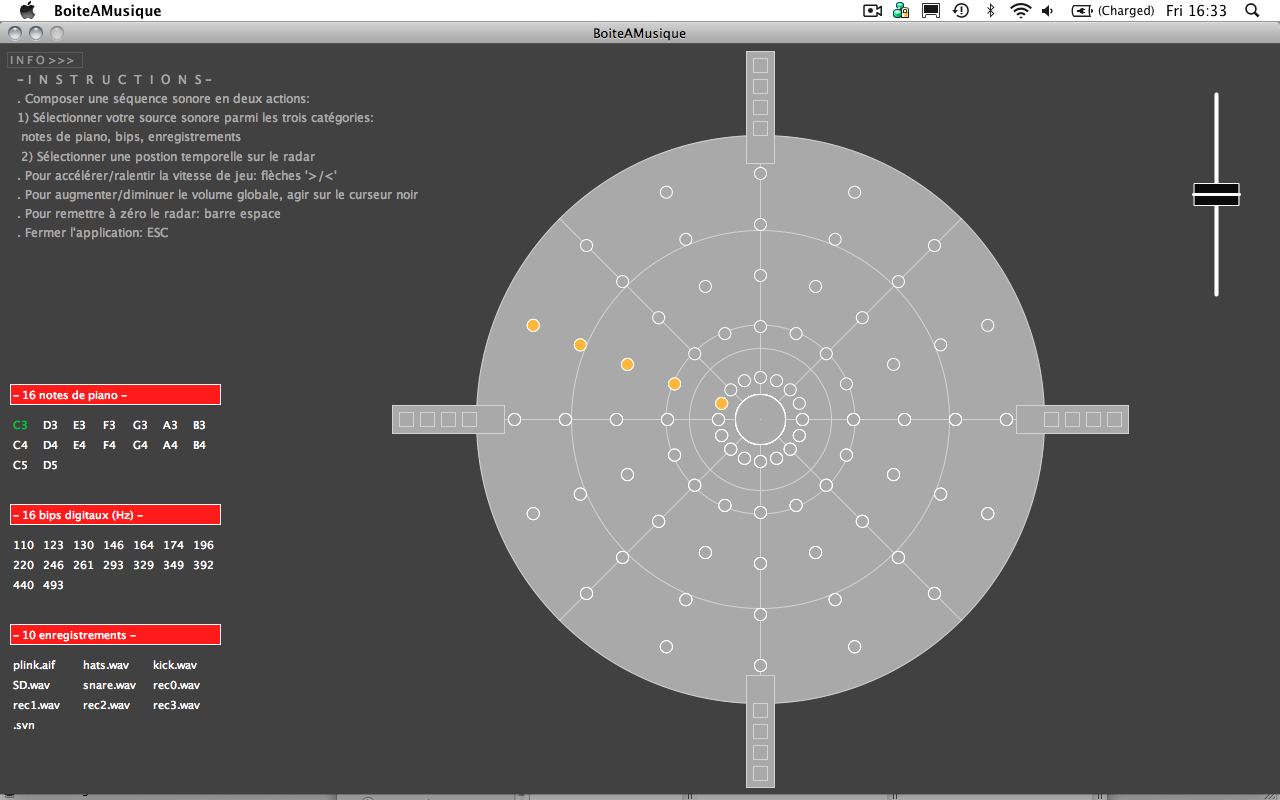 BoiteAMusique
(Charged) Fri 16:33
BoiteAMusique
INFO>>>
-INSTRUCTIONS-
. Composer une séquence sonore en deux actions:
1) Sélectionner votre source sonore parmi les trois catégories:
notes de piano, bips, enregistrements
2) Sélectionner une postion temporelle sur le radar
. Pour accélérer/ralentir la vitesse de jeu: flèches '>/<'
. Pour augmenter/diminuer le volume globale, agir sur le curseur noir
. Pour remettre à zéro le radar: barre espace
. Fermer l'application: ESC
- 16 notes de piano -
C3 D3 E3 F3 G3 A3 B3
C4 D4 E4 F4 G4 A4 B4
C5 D5
- 16 bips digitaux (Hz) -
110 123 130 146 164 174 196
220 246 261 293 329 349 392
440 493
- 10 enregistrements -
plink.aif hats.wav kick.wav
SD.wav snare.wav rec0.wav
rec1.wav rec2.wav rec3.wav
.svn